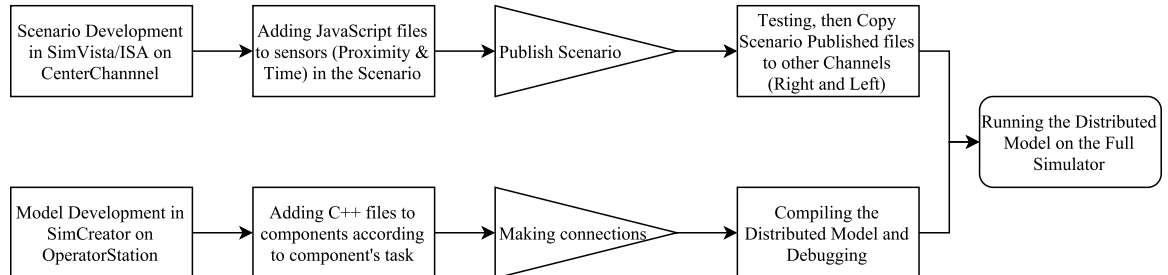 Scenario Development
in SimVista/ISA on
CenterChannnel
Adding JavaScript files
to sensors (Proximity &
Time) in the Scenario
Publish Scenario
Testing, then Copy
Scenario Published files
to other Channels
(Right and Left)
Running the Distributed
Model on the Full
Simulator
Model Development in
SimCreator on
OperatorStation
Adding C++ files to
components according
to component's task
Making connections
Compiling the
Distributed Model and
Debugging